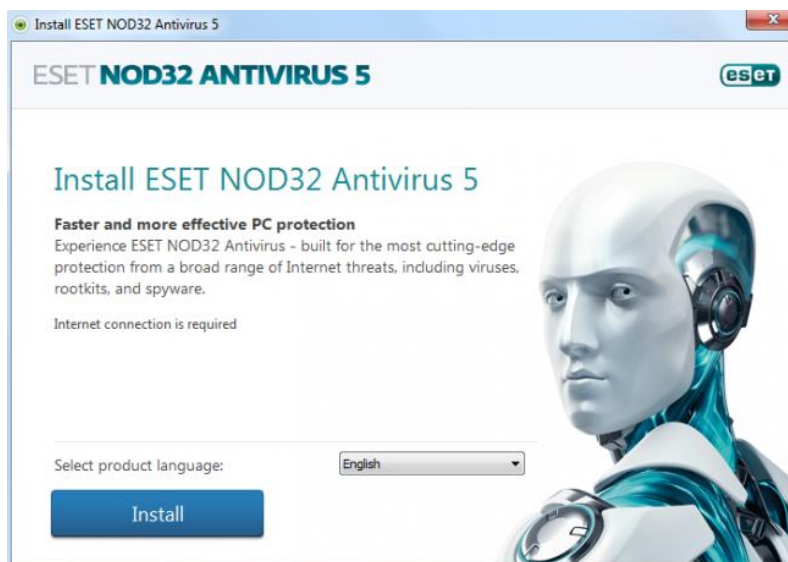 Install ESET NOD32 Antivirus 5
ESET NOD32 ANTIVIRUS 5
eseT
Install ESET NOD32 Antivirus 5
Faster and more effective PC protection
Experience ESET NOD32 Antivirus - built for the most cutting-edge
protection from a broad range of Internet threats, including viruses,
rootkits, and spyware.
Internet connection is required
Select product language:
English
Install